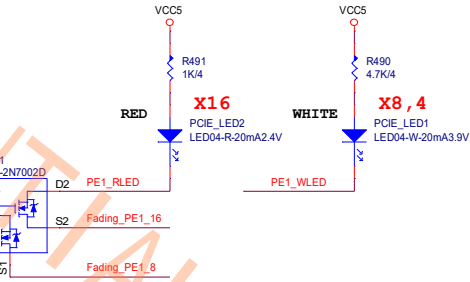 VCC5
VCC5
R491
1K/4
R490
4.7K/4
X16
X8,4
RED
WHITE
PCIE_LED2
LED04-R-20mA2.4V
PCIE_LED1
LED04-W-20mA3.9V
-2N7002D
D2
PE1_RLED
PE1_WLED
S2
Fading_PE1_16
S1
Fading_PE1_8